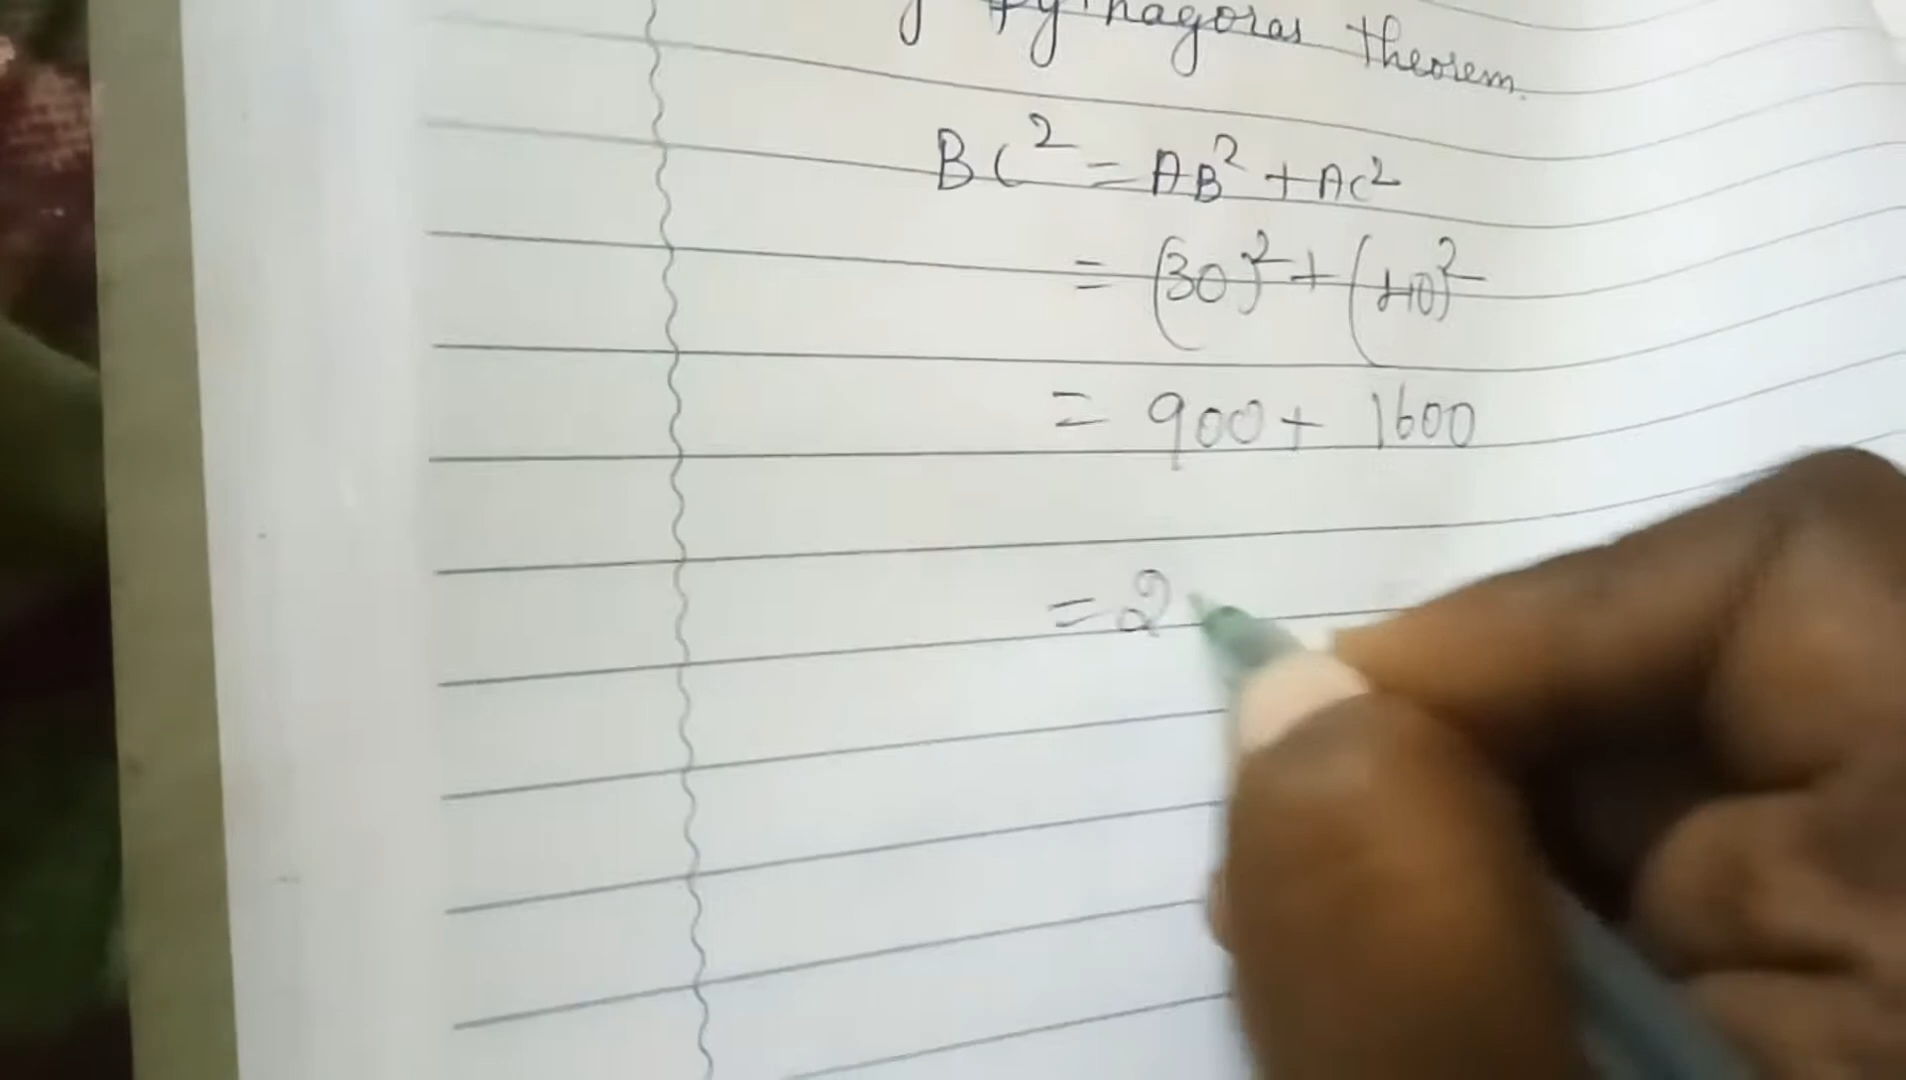 Pythagoras theorem.
BC² = AB² + AC²
= (30)² + (40)²
= 900 + 1600
= 2